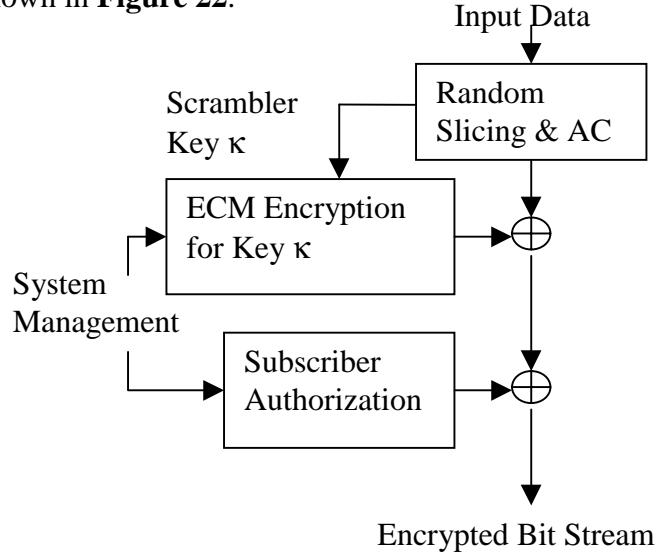 own in Figure 22.
Input Data
Random
Slicing & AC
Scrambler
Key κ
ECM Encryption
for Key κ
System
Management
Subscriber
Authorization
Encrypted Bit Stream